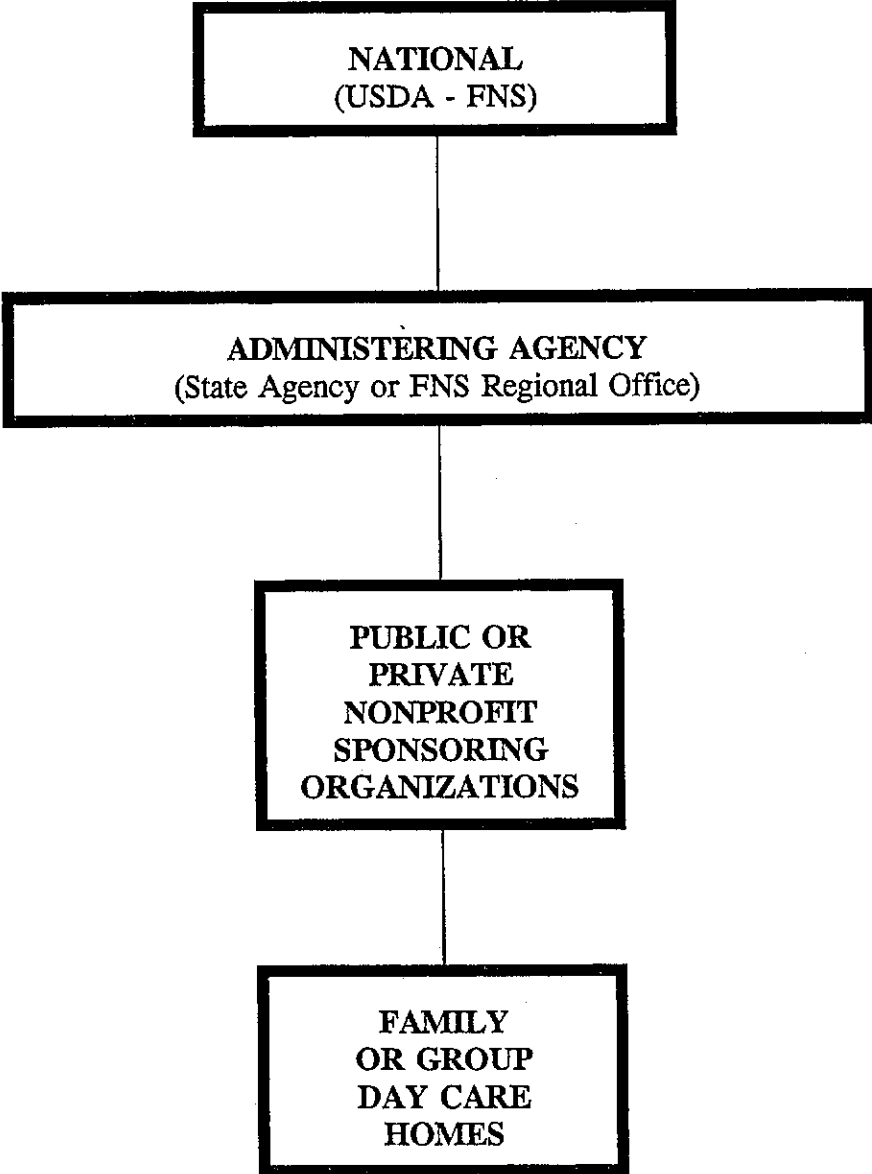 NATIONAL
(USDA - FNS)
ADMINISTERING AGENCY
(State Agency or FNS Regional Office)
PUBLIC OR
PRIVATE
NONPROFIT
SPONSORING
ORGANIZATIONS
FAMILY
OR GROUP
DAY CARE
HOMES